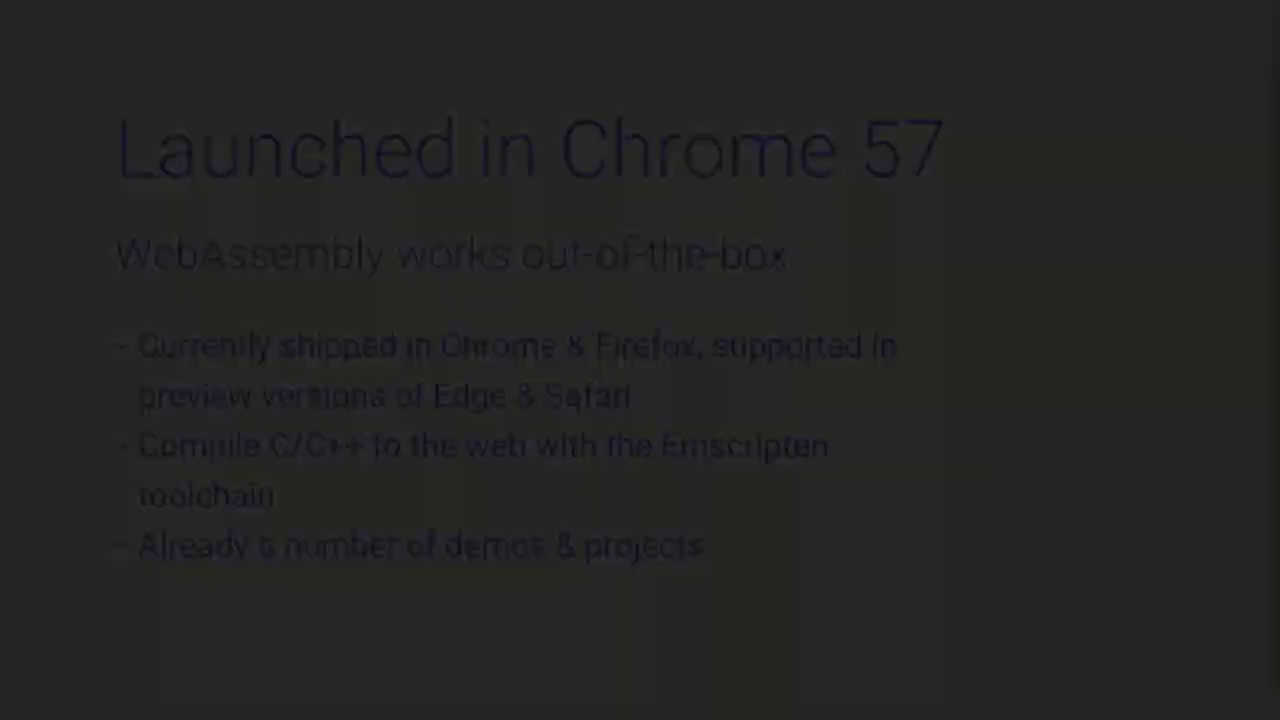 Launched in Chrome 57
WebAssembly works out-of-the-box
- Currently shipped in Chrome & Firefox, supported in
preview versions of Edge & Safari
- Compile C/C++ to the web with the Emscripten
toolchain
- Already a number of demos & projects